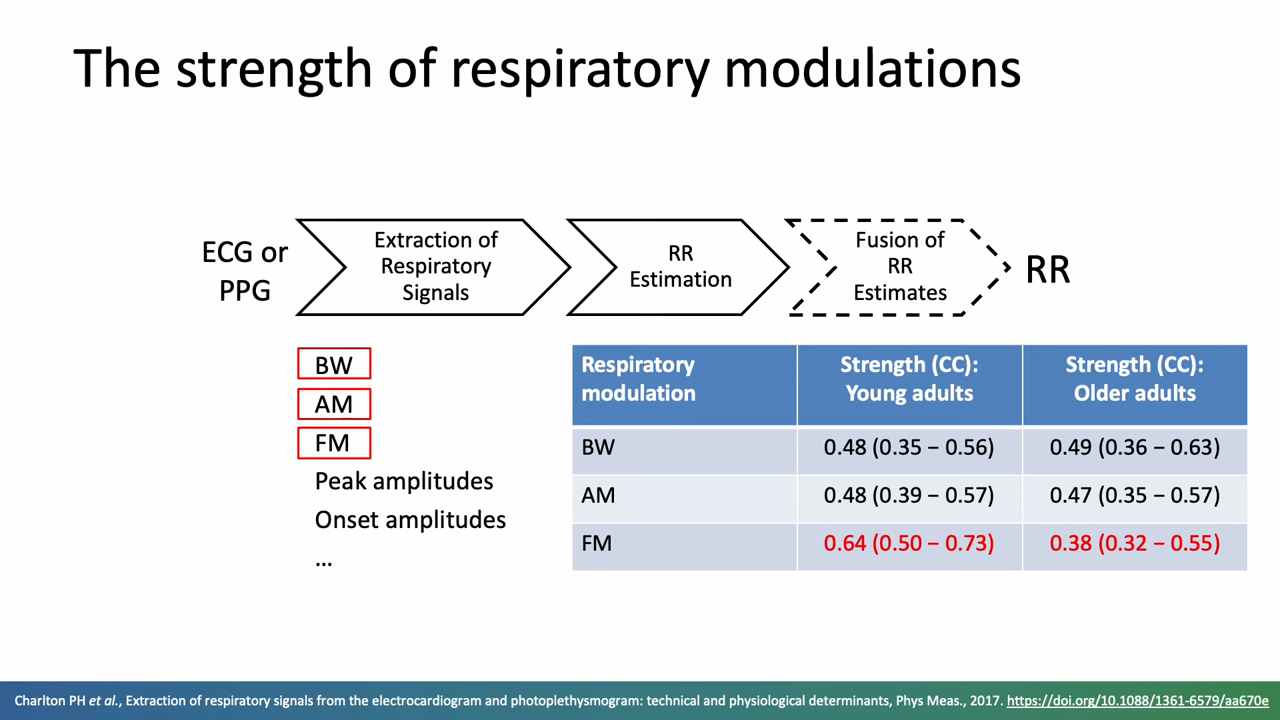 The strength of respiratory modulations
ECG or
PPG
Extraction of
Respiratory
Signals
RR
Estimation
Fusion of
RR
Estimates
RR
BW
AM
FM
Peak amplitudes
Onset amplitudes
...
Respiratory
modulation
Strength (CC):
Young adults
Strength (CC):
Older adults
BW
0.48 (0.35 – 0.56)
0.49 (0.36 – 0.63)
AM
0.48 (0.39 – 0.57)
0.47 (0.35 – 0.57)
FM
0.64 (0.50 – 0.73)
0.38 (0.32 – 0.55)
Charlton PH et al., Extraction of respiratory signals from the electrocardiogram and photoplethysmogram: technical and physiological determinants, Phys Meas., 2017. https://doi.org/10.1088/1361-6579/aa670e